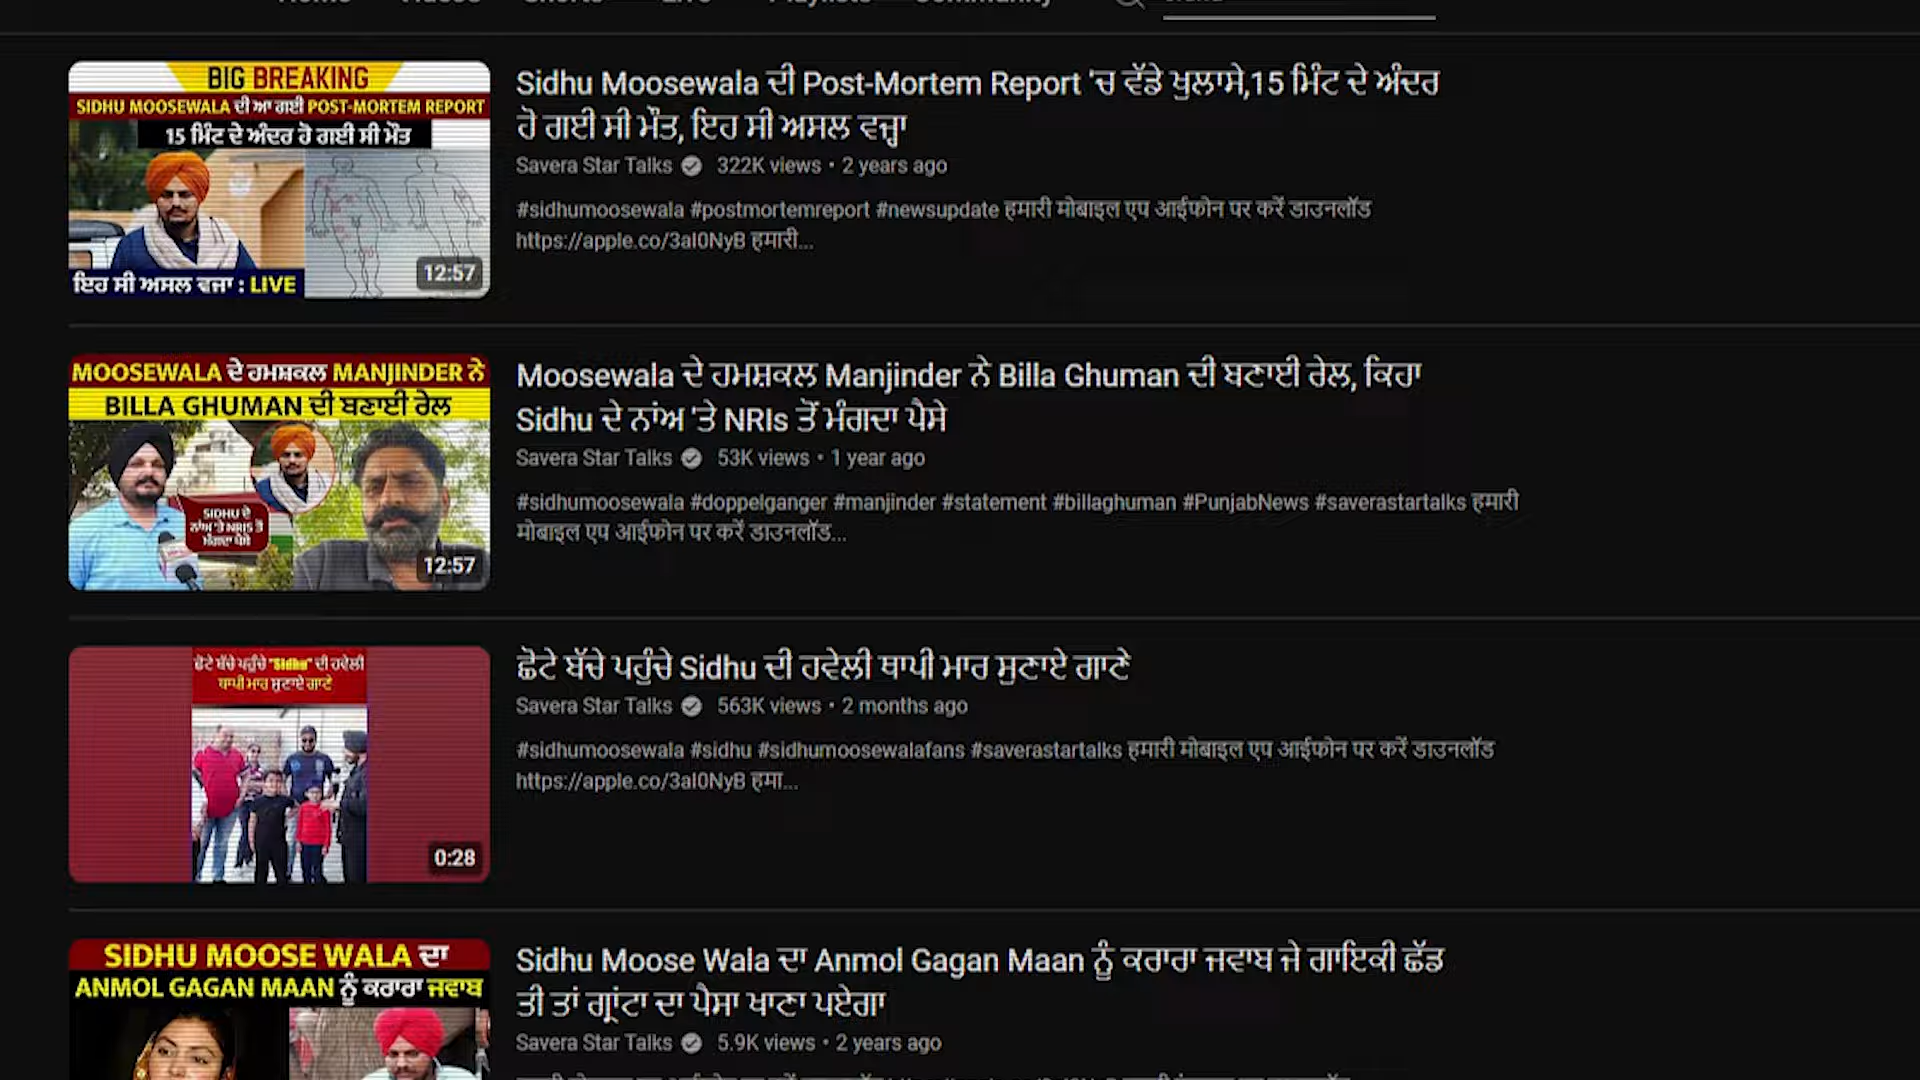 BIG BREAKING
SIDHU MOOSEWALA ਦੀ ਆ ਗਈ POST-MORTEM REPORT
15 ਮਿੰਟ ਦੇ ਅੰਦਰ ਹੋ ਗਈ ਸੀ ਮੌਤ
ਇਹ ਸੀ ਅਸਲ ਵਜਾ : LIVE
12:57
Sidhu Moosewala ਦੀ Post-Mortem Report 'ਚ ਵੱਡੇ ਖੁਲਾਸੇ,15 ਮਿੰਟ ਦੇ ਅੰਦਰ
ਹੋ ਗਈ ਸੀ ਮੌਤ, ਇਹ ਸੀ ਅਸਲ ਵਜ੍ਹਾ
Savera Star Talks 322K views • 2 years ago
#sidhumoosewala #postmortemreport #newsupdate हमारी मोबाइल एप आईफोन पर करें डाउनलॉड
https://apple.co/3al0NyB हमारी...
MOOSEWALA ਦੇ ਹਮਸ਼ਕਲ MANJINDER ਨੇ
BILLA GHUMAN ਦੀ ਬਣਾਈ ਰੇਲ
SIDHU ਦੇ
ਨਾਂਅ 'ਤੇ NRIS ਤੋਂ
ਮੰਗਦਾ ਪੈਸੇ
12:57
Moosewala ਦੇ ਹਮਸ਼ਕਲ Manjinder ਨੇ Billa Ghuman ਦੀ ਬਣਾਈ ਰੇਲ, ਕਿਹਾ
Sidhu ਦੇ ਨਾਂਅ 'ਤੇ NRIs ਤੋਂ ਮੰਗਦਾ ਪੈਸੇ
Savera Star Talks 53K views • 1 year ago
#sidhumoosewala #doppelganger #manjinder #statement #billaghuman #PunjabNews #saverastartalks हमारी
मोबाइल एप आईफोन पर करें डाउनलॉड...
ਛੋਟੇ ਬੱਚੇ ਪਹੁੰਚੇ "Sidhu" ਦੀ ਹਵੇਲੀ
ਥਾਪੀ ਮਾਰ ਸੁਣਾਏ ਗਾਣੇ
0:28
ਛੋਟੇ ਬੱਚੇ ਪਹੁੰਚੇ Sidhu ਦੀ ਹਵੇਲੀ ਥਾਪੀ ਮਾਰ ਸੁਣਾਏ ਗਾਣੇ
Savera Star Talks 563K views • 2 months ago
#sidhumoosewala #sidhu #sidhumoosewalafans #saverastartalks हमारी मोबाइल एप आईफोन पर करें डाउनलॉड
https://apple.co/3al0NyB हमा...
SIDHU MOOSE WALA ਦਾ
ANMOL GAGAN MAAN ਨੂੰ ਕਰਾਰਾ ਜਵਾਬ
Sidhu Moose Wala ਦਾ Anmol Gagan Maan ਨੂੰ ਕਰਾਰਾ ਜਵਾਬ ਜੇ ਗਾਇਕੀ ਛੱਡ
ਤੀ ਤਾਂ ਗ੍ਰਾਂਟਾ ਦਾ ਪੈਸਾ ਖਾਣਾ ਪਏਗਾ
Savera Star Talks 5.9K views • 2 years ago